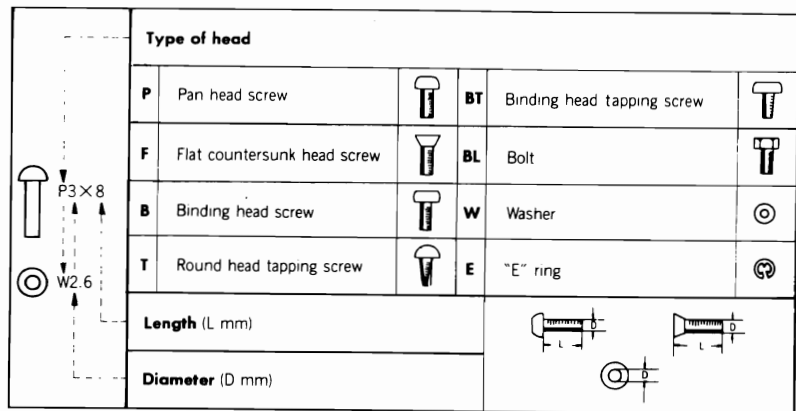 Type of head
P Pan head screw BT Binding head tapping screw
F Flat countersunk head screw BL Bolt
P3×8
B Binding head screw W Washer
T Round head tapping screw E "E" ring
W2.6
Length (L mm)
D D
L L
Diameter (D mm)
D